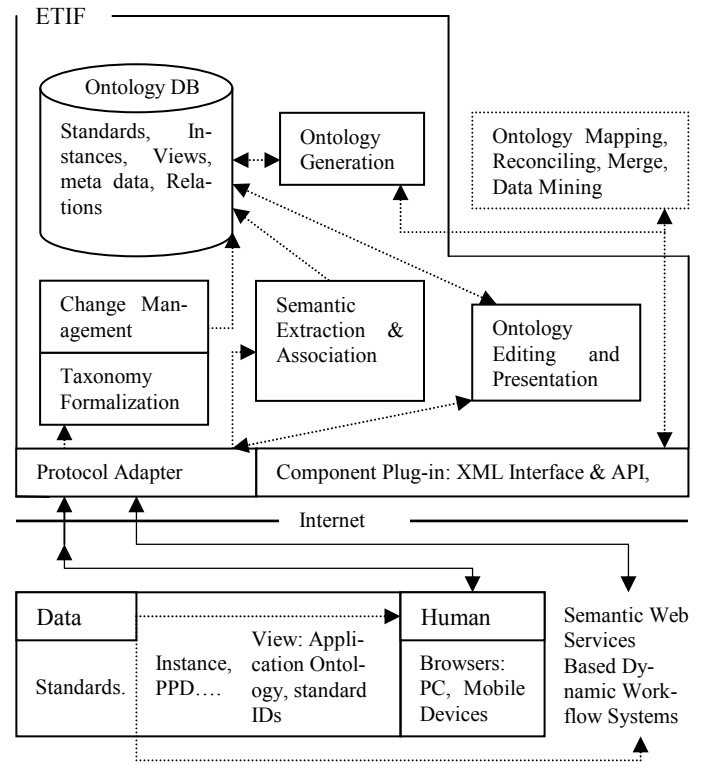 ETIF
Ontology DB
Standards, In-
stances, Views,
meta data, Rela-
tions
Ontology
Generation
Ontology Mapping,
Reconciling, Merge,
Data Mining
Change Man-
agement
Taxonomy
Formalization
Semantic
Extraction &
Association
Ontology
Editing and
Presentation
Protocol Adapter
Component Plug-in: XML Interface & API,
Internet
Data
Standards.
Instance,
PPD….
View: Appli-
cation Ontol-
ogy, standard
IDs
Human
Browsers:
PC, Mobile
Devices
Semantic Web
Services
Based Dy-
namic Work-
flow Systems